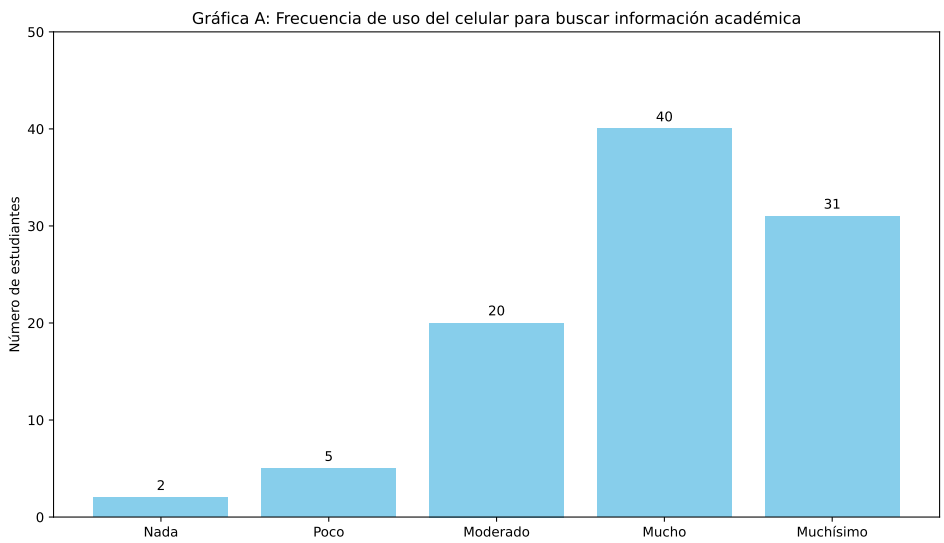 Gráfica A: Frecuencia de uso del celular para buscar información académica
Número de estudiantes
50
40
30
20
10
0
2
5
20
40
31
Nada
Poco
Moderado
Mucho
Muchísimo